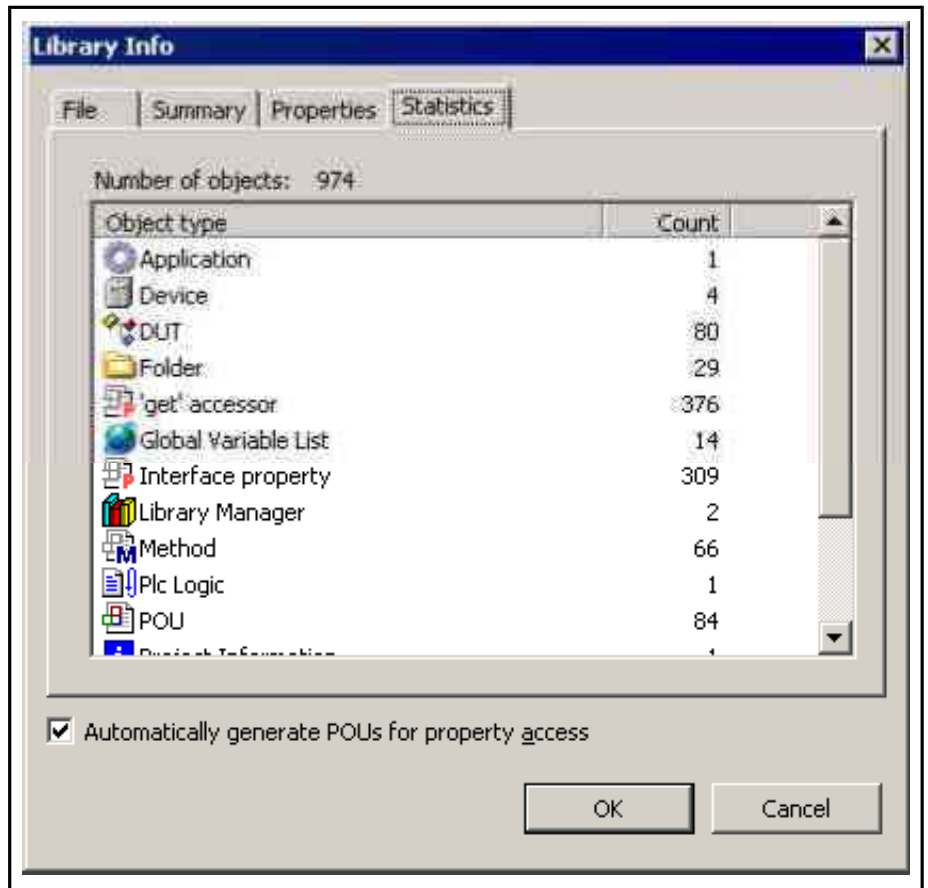 Library Info
File Summary Properties Statistics
Number of objects: 974
Object type Count
Application 1
Device 4
DUT 80
Folder 29
'get' accessor 376
Global Variable List 14
Interface property 309
Library Manager 2
Method 66
Plc Logic 1
POU 84
Automatically generate POUs for property access
OK Cancel